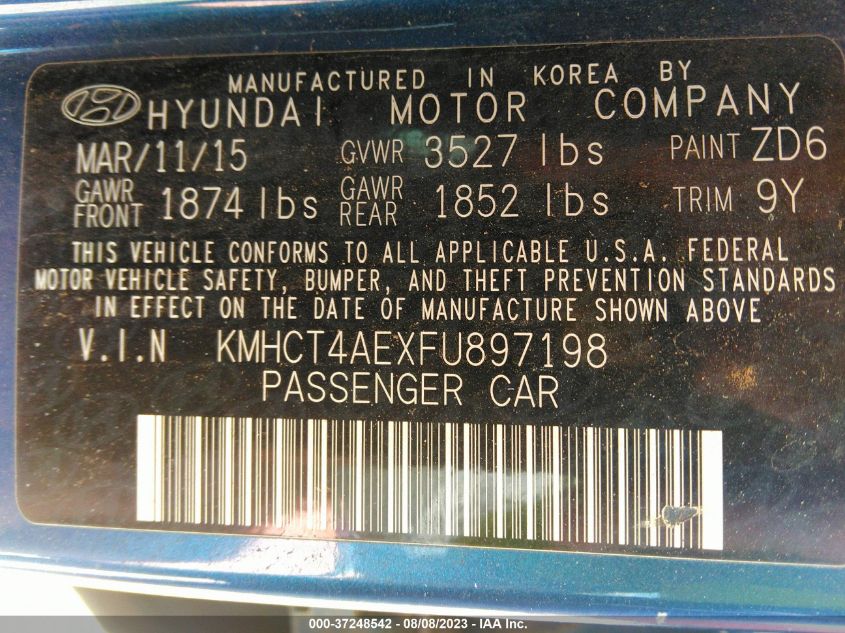 MANUFACTURED IN KOREA BY
HYUNDAI MOTOR COMPANY
MAR/11/15 GVWR 3527 lbs PAINT ZD6
GAWR FRONT 1874 lbs GAWR REAR 1852 lbs TRIM 9Y
THIS VEHICLE CONFORMS TO ALL APPLICABLE U.S.A. FEDERAL
MOTOR VEHICLE SAFETY, BUMPER, AND THEFT PREVENTION STANDARDS
IN EFFECT ON THE DATE OF MANUFACTURE SHOWN ABOVE
V.I.N KMHCT4AEXFU897198
PASSENGER CAR
000-37248542 - 08/08/2023 - IAA Inc.